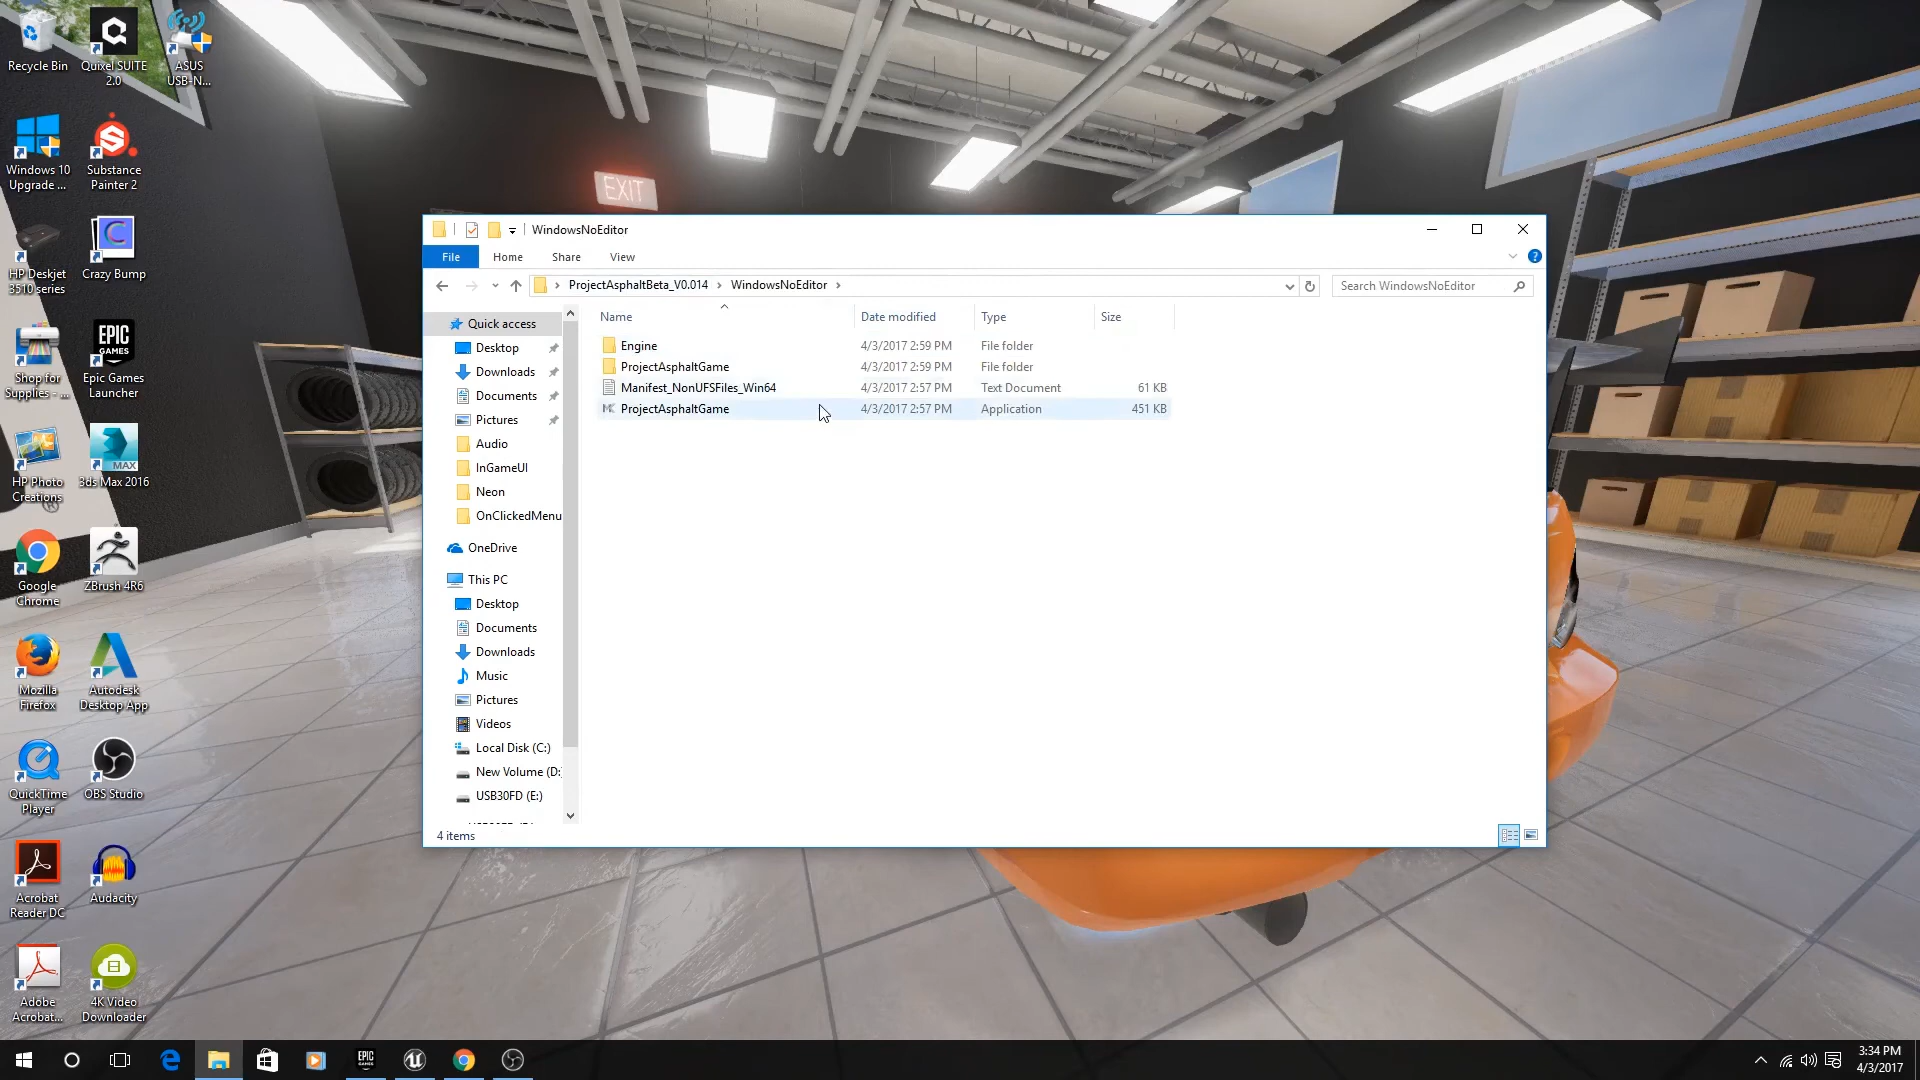 Recycle Bin
Quixel SUITE
2.0
ASUS
USB-N...
Windows 10
Upgrade ...
Substance
Painter 2
HP Deskjet
3510 series
Crazy Bump
Shop for
Supplies - ...
EPIC
GAMES
Epic Games
Launcher
HP Photo
Creations
MAX
3ds Max 2016
Google
Chrome
ZBrush 4R6
Mozilla
Firefox
Autodesk
Desktop App
QuickTime
Player
OBS Studio
Acrobat
Reader DC
Audacity
Adobe
Acrobat...
4K Video
Downloader
EXIT
WindowsNoEditor
File
Home
Share
View
ProjectAsphaltBeta_V0.014
WindowsNoEditor
Search WindowsNoEditor
Quick access
Desktop
Downloads
Documents
Pictures
Audio
InGameUI
Neon
OnClickedMenu
OneDrive
This PC
Desktop
Documents
Downloads
Music
Pictures
Videos
Local Disk (C:)
New Volume (D:
USB30FD (E:)
Name Date modified Type Size
Engine 4/3/2017 2:59 PM File folder
ProjectAsphaltGame 4/3/2017 2:59 PM File folder
Manifest_NonUFSFiles_Win64 4/3/2017 2:57 PM Text Document 61 KB
ProjectAsphaltGame 4/3/2017 2:57 PM Application 451 KB
4 items
EPIC
GAMES
3:34 PM
4/3/2017